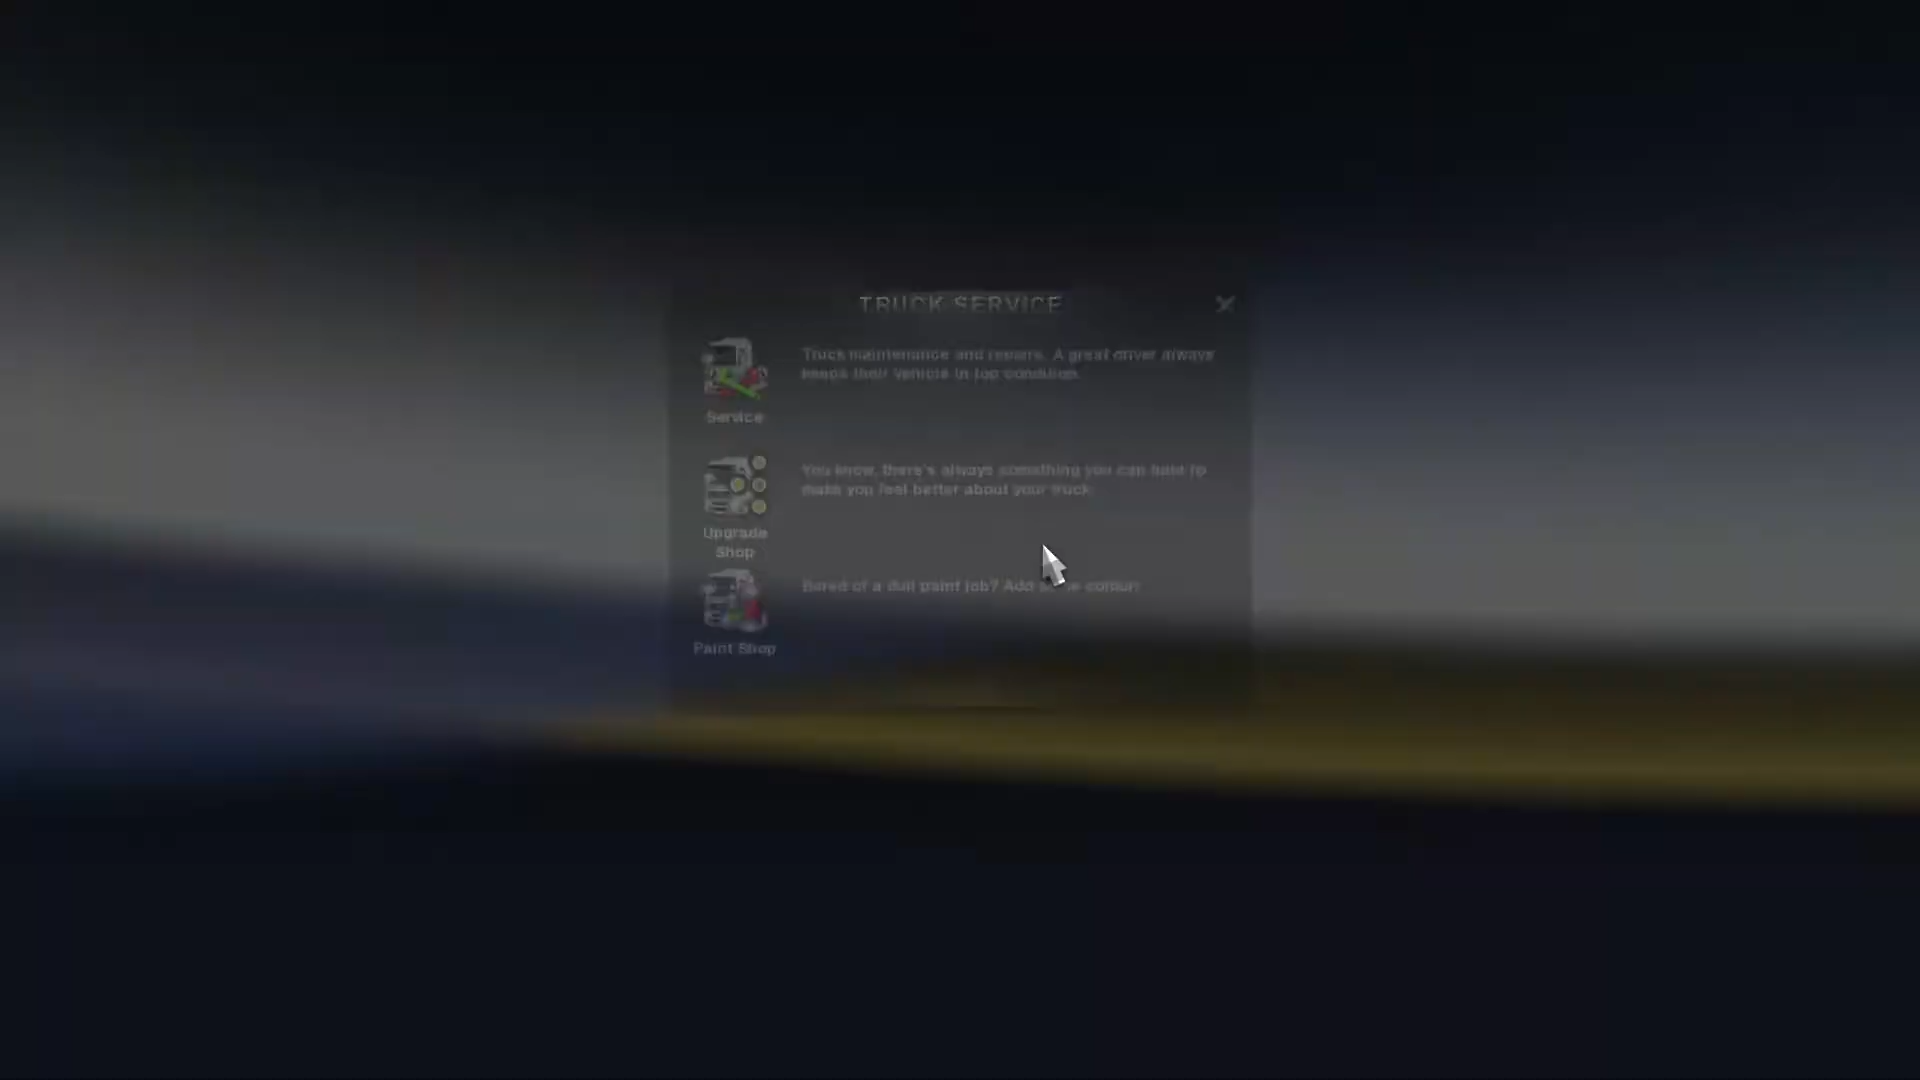 TRUCK SERVICE
Truck maintenance and repairs. A great driver always
keeps their vehicle in top condition.
Service
You know, there's always something you can tune to
make you feel better about your truck.
Upgrade
Shop
Bored of a dull paint job? Add colour!
Paint Shop